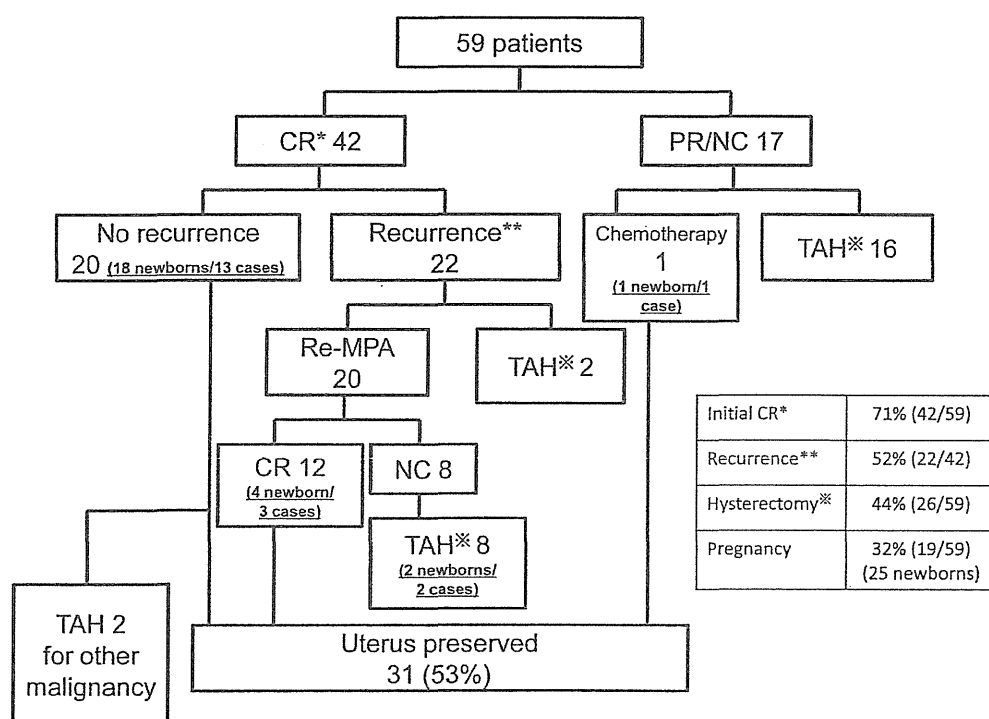 59 patients
CR* 42
PR/NC 17
No recurrence
20 (18 newborns/13 cases)
Recurrence**
22
Chemotherapy
1
(1 newborn/1
case)
TAH※ 16
Re-MPA
20
TAH※ 2
CR 12
(4 newborn/
3 cases)
NC 8
TAH※ 8
(2 newborns/
2 cases)
TAH 2
for other
malignancy
Uterus preserved
31 (53%)
Initial CR* 71% (42/59)
Recurrence** 52% (22/42)
Hysterectomy※ 44% (26/59)
Pregnancy 32% (19/59)
(25 newborns)